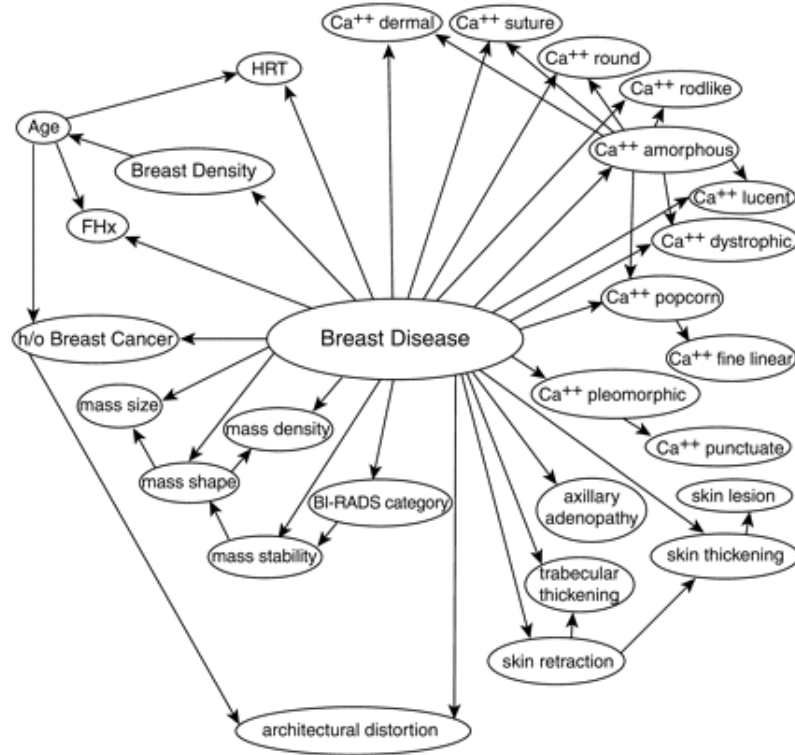 Ca⁺⁺ dermal
Ca⁺⁺ suture
Ca⁺⁺ round
HRT
Ca⁺⁺ rodlike
Age
Ca⁺⁺ amorphous
Breast Density
Ca⁺⁺ lucent
FHx
Ca⁺⁺ dystrophic
Ca⁺⁺ popcorn
h/o Breast Cancer
Breast Disease
Ca⁺⁺ fine linear
Ca⁺⁺ pleomorphic
mass size
mass density
Ca⁺⁺ punctuate
mass shape
BI-RADS category
axillary
adenopathy
skin lesion
mass stability
skin thickening
trabecular
thickening
skin retraction
architectural distortion